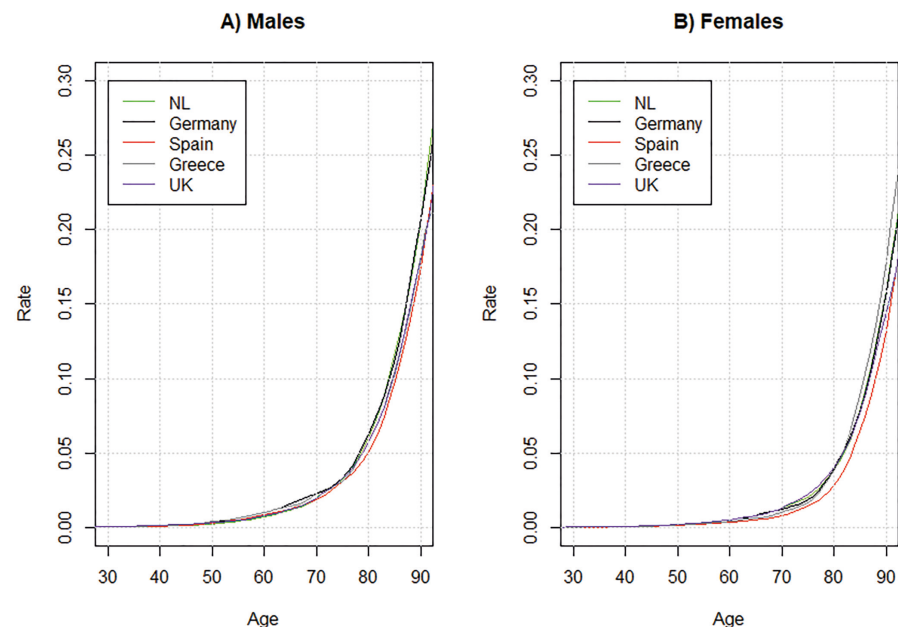 A) Males
0.30
0.25
0.20
0.15
0.10
0.05
0.00
Rate
NL
Germany
Spain
Greece
UK
30 40 50 60 70 80 90
Age
B) Females
0.30
0.25
0.20
0.15
0.10
0.05
0.00
Rate
NL
Germany
Spain
Greece
UK
30 40 50 60 70 80 90
Age